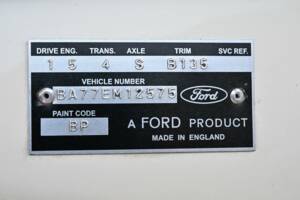 DRIVE ENG. TRANS. AXLE TRIM SVC REF.
1 5 4 S B135
VEHICLE NUMBER
BA77EM12575 Ford
PAINT CODE
BP
A FORD PRODUCT
MADE IN ENGLAND